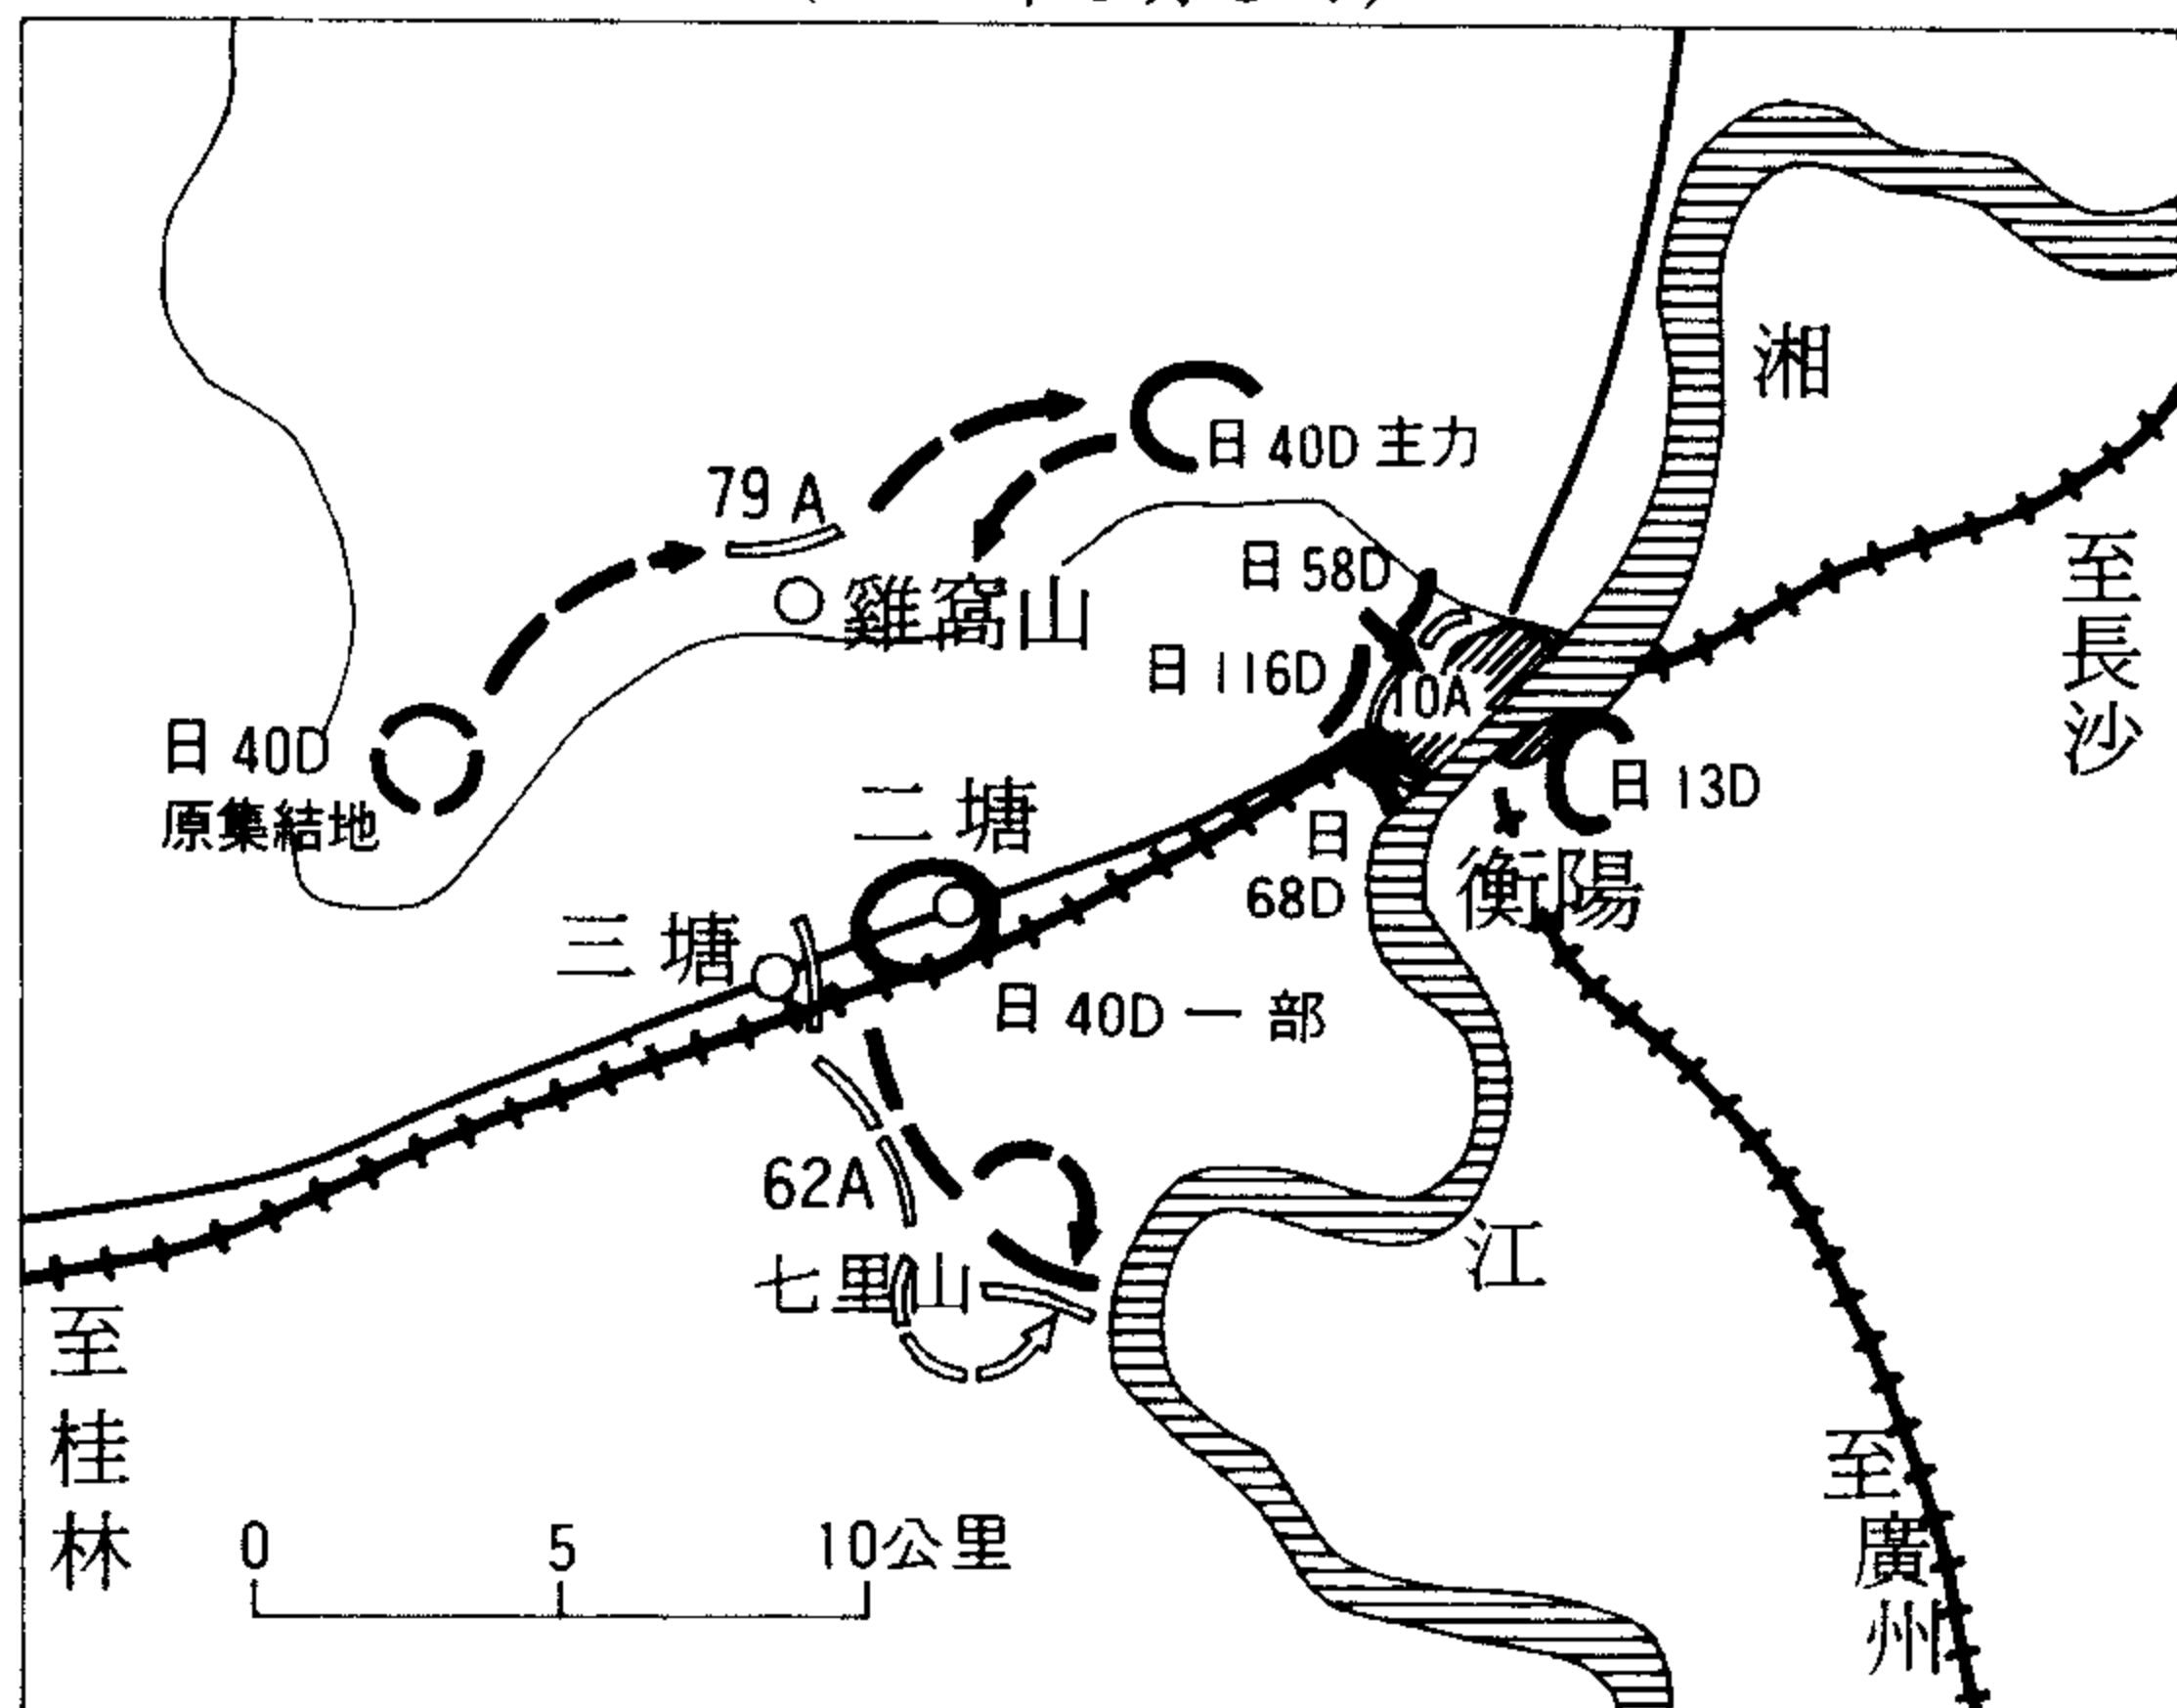 湘
日 40D 主力
79 A
至長沙
日 58D
雞窩山
日 116D
10A
日 40D
原集結地
日 13D
二塘
日
68D
衡陽
三塘
日 40D 一部
62A
江
七里山
至桂林
至廣州
0 5 10公里